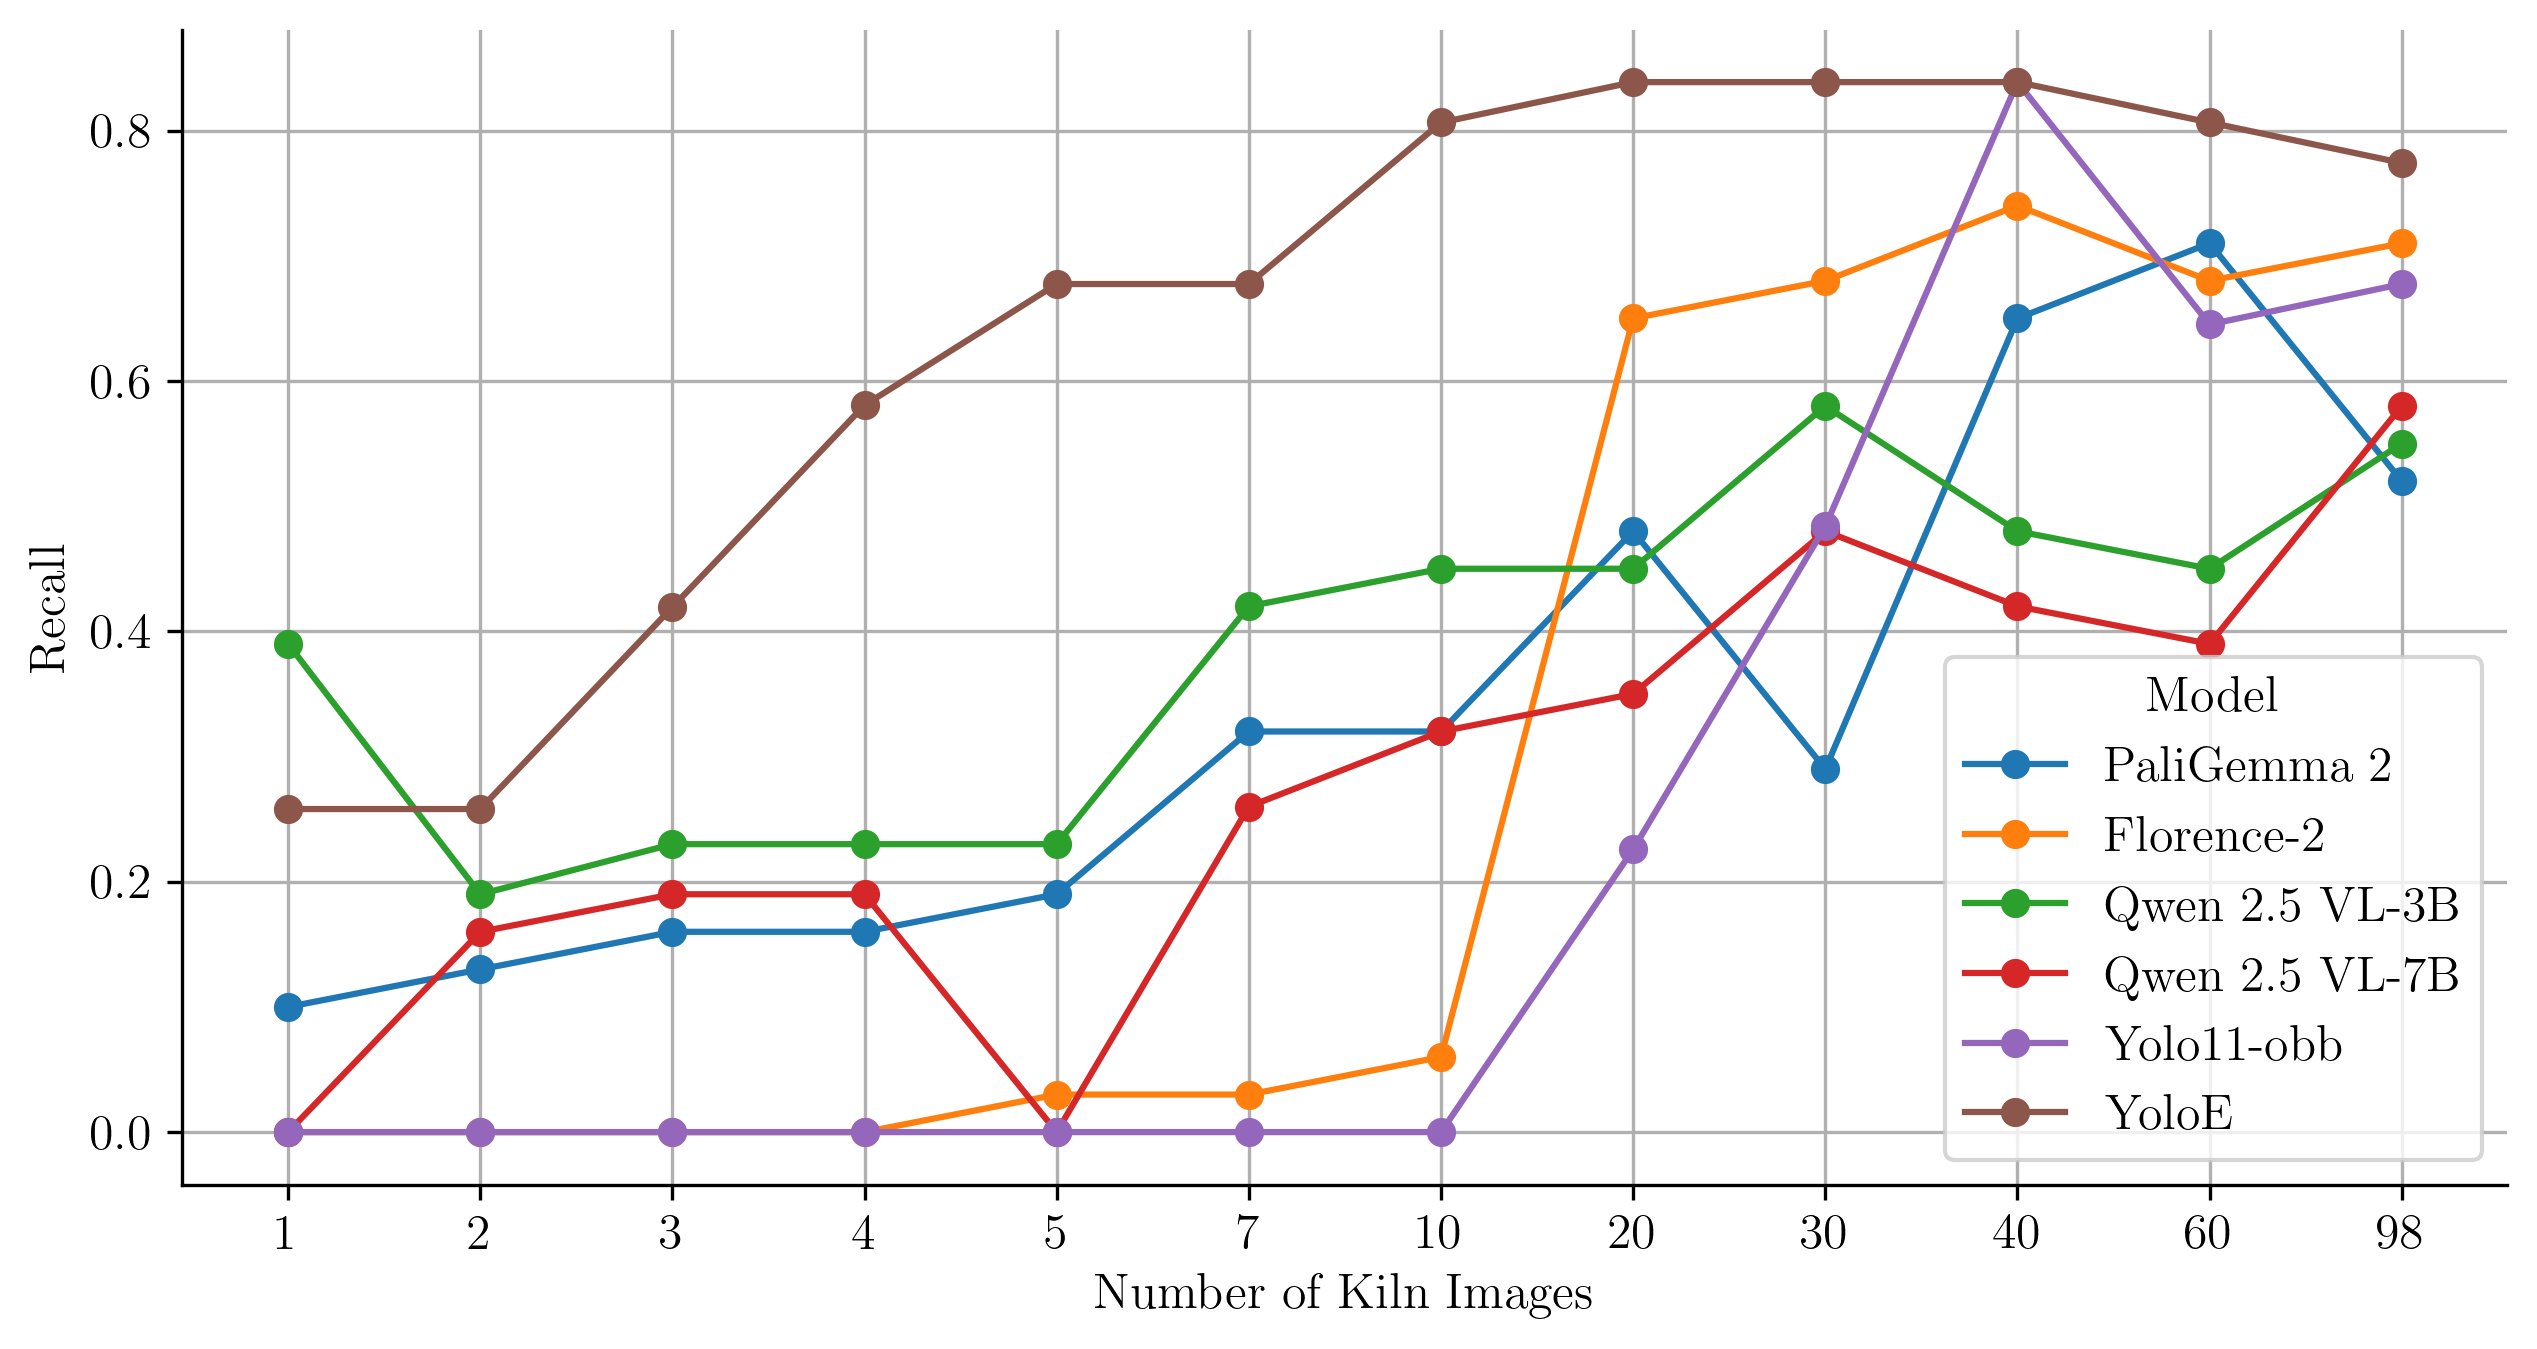 0.8
0.6
0.4
0.2
0.0
Recall
1 2 3 4 5 7 10 20 30 40 60 98
Number of Kiln Images
Model
PaliGemma 2
Florence-2
Qwen 2.5 VL-3B
Qwen 2.5 VL-7B
Yolo11-obb
YoloE